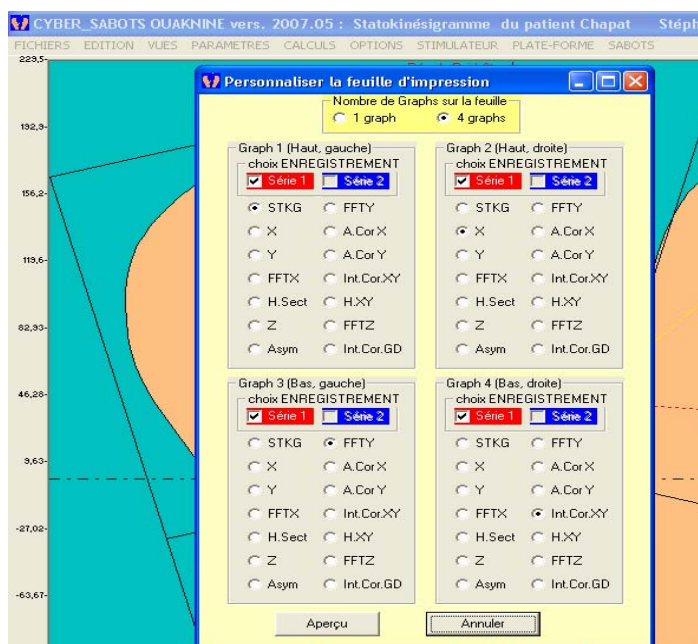 CYBER_SABOTS OUAKNINE vers. 2007.05 : Statokinésigramme du patient Chapat Stéph
FICHIERS EDITION VUES PARAMETRES CALCULS OPTIONS STIMULATEUR PLATE-FORME SABOTS
229,5-
192,9-
156,2-
119,6-
82,93-
46,28-
9,63-
-27,02-
-63,67-
Personnaliser la feuille d'impression
Nombre de Graphs sur la feuille
1 graph 4 graphs
Graph 1 (Haut, gauche)
choix ENREGISTREMENT
Série 1 Série 2
STKG FFTY
X A.Cor X
Y A.Cor Y
FFTX Int.Cor.XY
H.Sect H.XY
Z FFTZ
Asym Int.Cor.GD
Graph 2 (Haut, droite)
choix ENREGISTREMENT
Série 1 Série 2
STKG FFTY
X A.Cor X
Y A.Cor Y
FFTX Int.Cor.XY
H.Sect H.XY
Z FFTZ
Asym Int.Cor.GD
Graph 3 (Bas, gauche)
choix ENREGISTREMENT
Série 1 Série 2
STKG FFTY
X A.Cor X
Y A.Cor Y
FFTX Int.Cor.XY
H.Sect H.XY
Z FFTZ
Asym Int.Cor.GD
Graph 4 (Bas, droite)
choix ENREGISTREMENT
Série 1 Série 2
STKG FFTY
X A.Cor X
Y A.Cor Y
FFTX Int.Cor.XY
H.Sect H.XY
Z FFTZ
Asym Int.Cor.GD
Aperçu Annuler